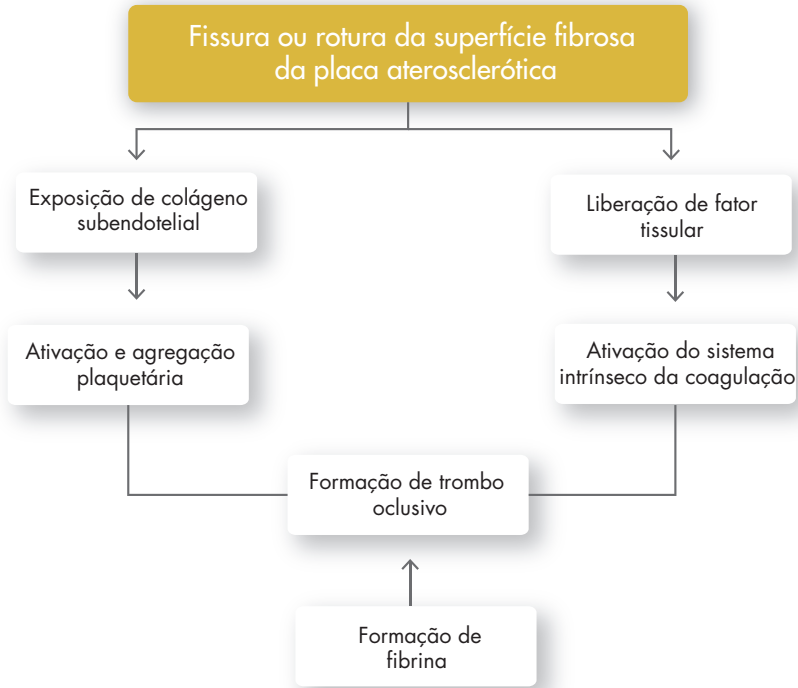 Fissura ou rotura da superfície fibrosa
da placa aterosclerótica
Exposição de colágeno
subendotelial
Liberação de fator
tissular
Ativação e agregação
plaquetária
Ativação do sistema
intrínseco da coagulação
Formação de trombo
oclusivo
Formação de
fibrina